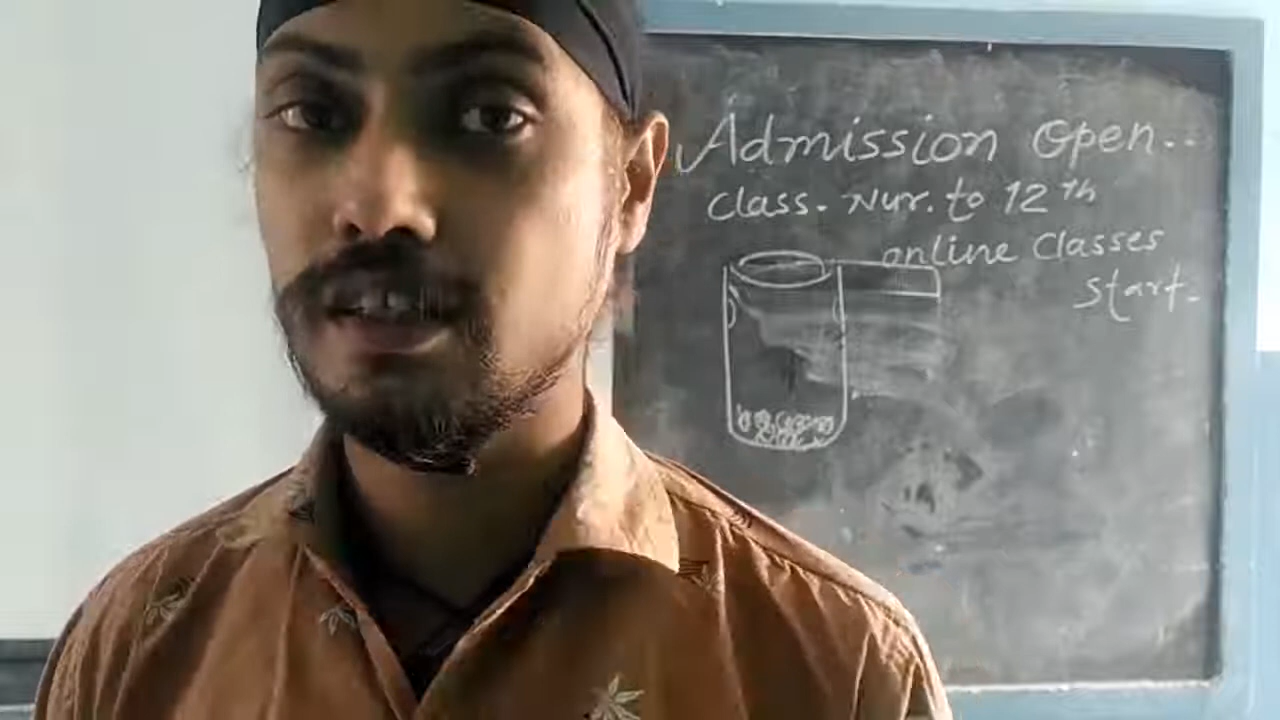 Admission Open..
Class. Nur. to 12th
online Classes
Start.